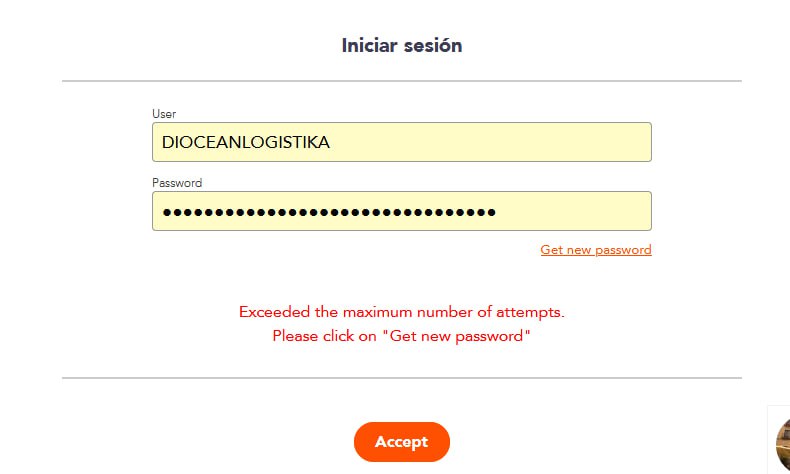 Iniciar sesión
User
DIOCEANLOGISTIKA
Password
••••••••••••••••••••••••••••••••
Get new password
Exceeded the maximum number of attempts.
Please click on "Get new password"
Accept